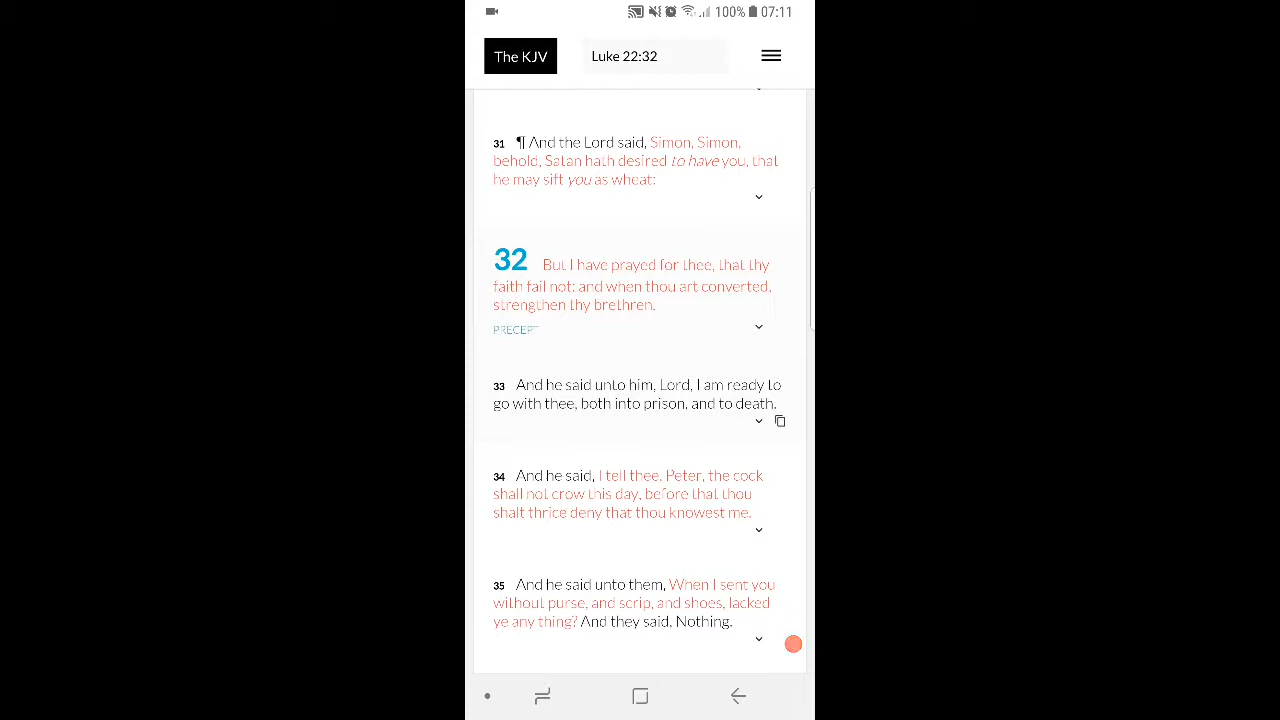 100% 07:11
The KJV Luke 22:32
31 ¶ And the Lord said, Simon, Simon,
behold, Satan hath desired to have you, that
he may sift you as wheat:
32 But I have prayed for thee, that thy
faith fail not: and when thou art converted,
strengthen thy brethren.
PRECEPT
33 And he said unto him, Lord, I am ready to
go with thee, both into prison, and to death.
34 And he said, I tell thee, Peter, the cock
shall not crow this day, before that thou
shalt thrice deny that thou knowest me.
35 And he said unto them, When I sent you
without purse, and scrip, and shoes, lacked
ye any thing? And they said, Nothing.